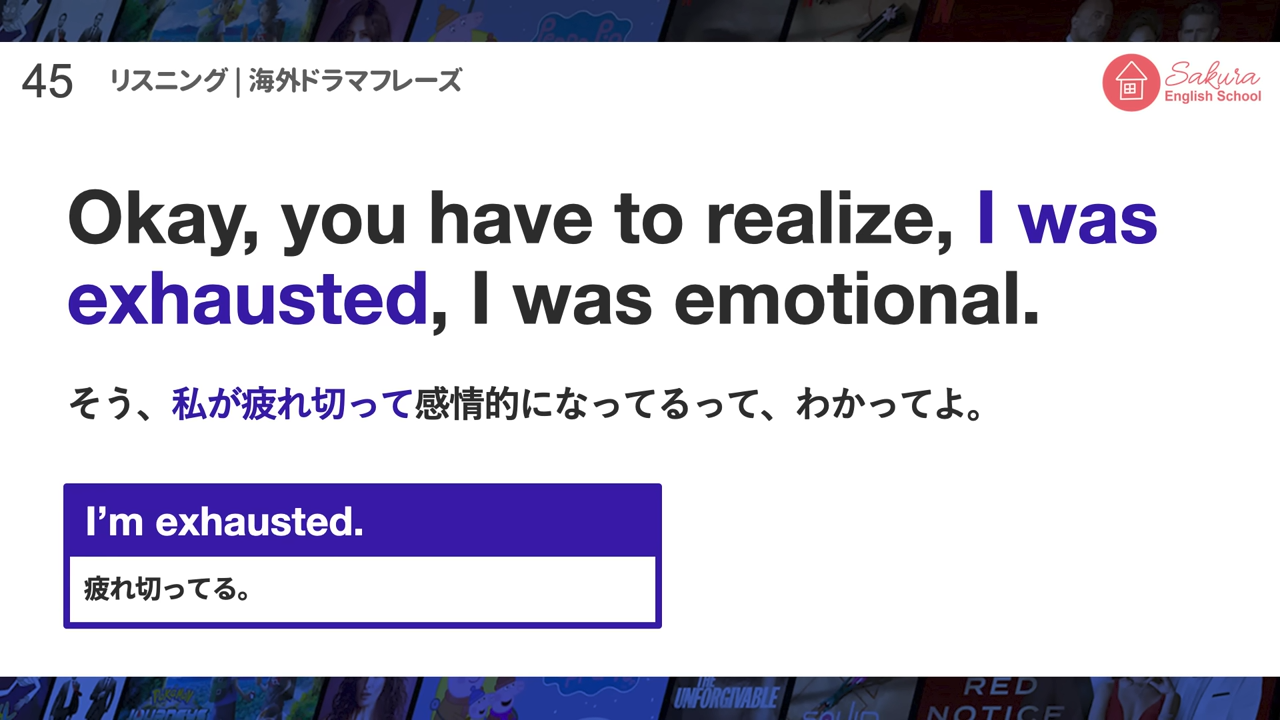 45
リスニング | 海外ドラマフレーズ
Sakura
English School
Okay, you have to realize, I was
exhausted, I was emotional.
そう、私が疲れ切って感情的になってるって、わかってよ。
I'm exhausted.
疲れ切ってる。
THE
UNFORGIVABLE
RED
NOTICE